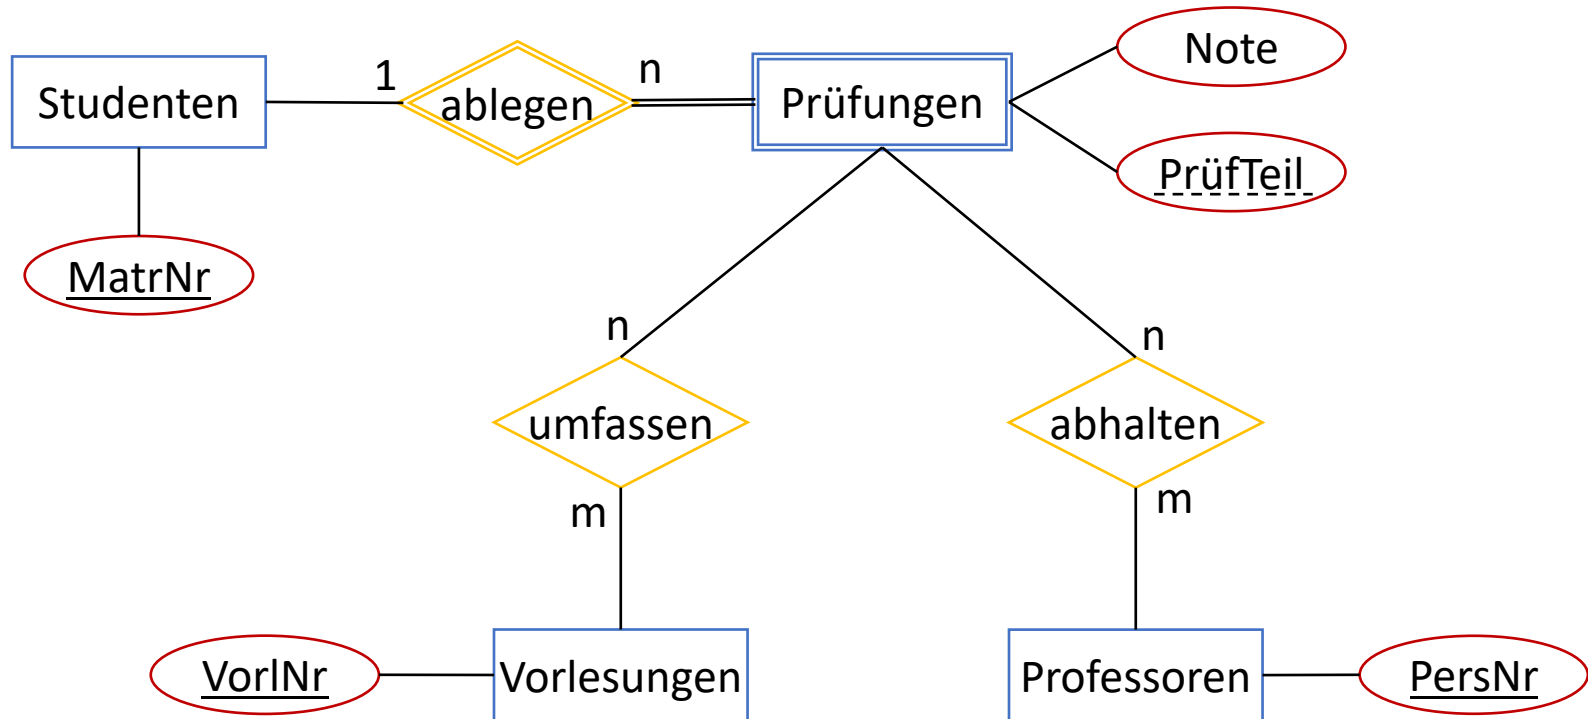 Studenten
1
ablegen
n
Prüfungen
Note
PrüfTeil
MatrNr
n
umfassen
m
n
abhalten
m
VorlNr
Vorlesungen
Professoren
PersNr